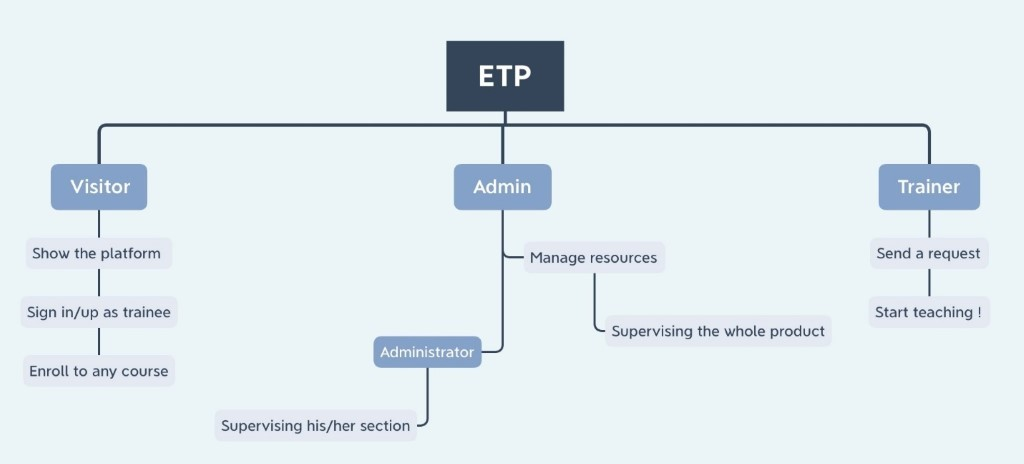 ETP
Visitor
Admin
Trainer
Show the platform
Manage resources
Send a request
Sign in/up as trainee
Start teaching !
Supervising the whole product
Administrator
Enroll to any course
Supervising his/her section